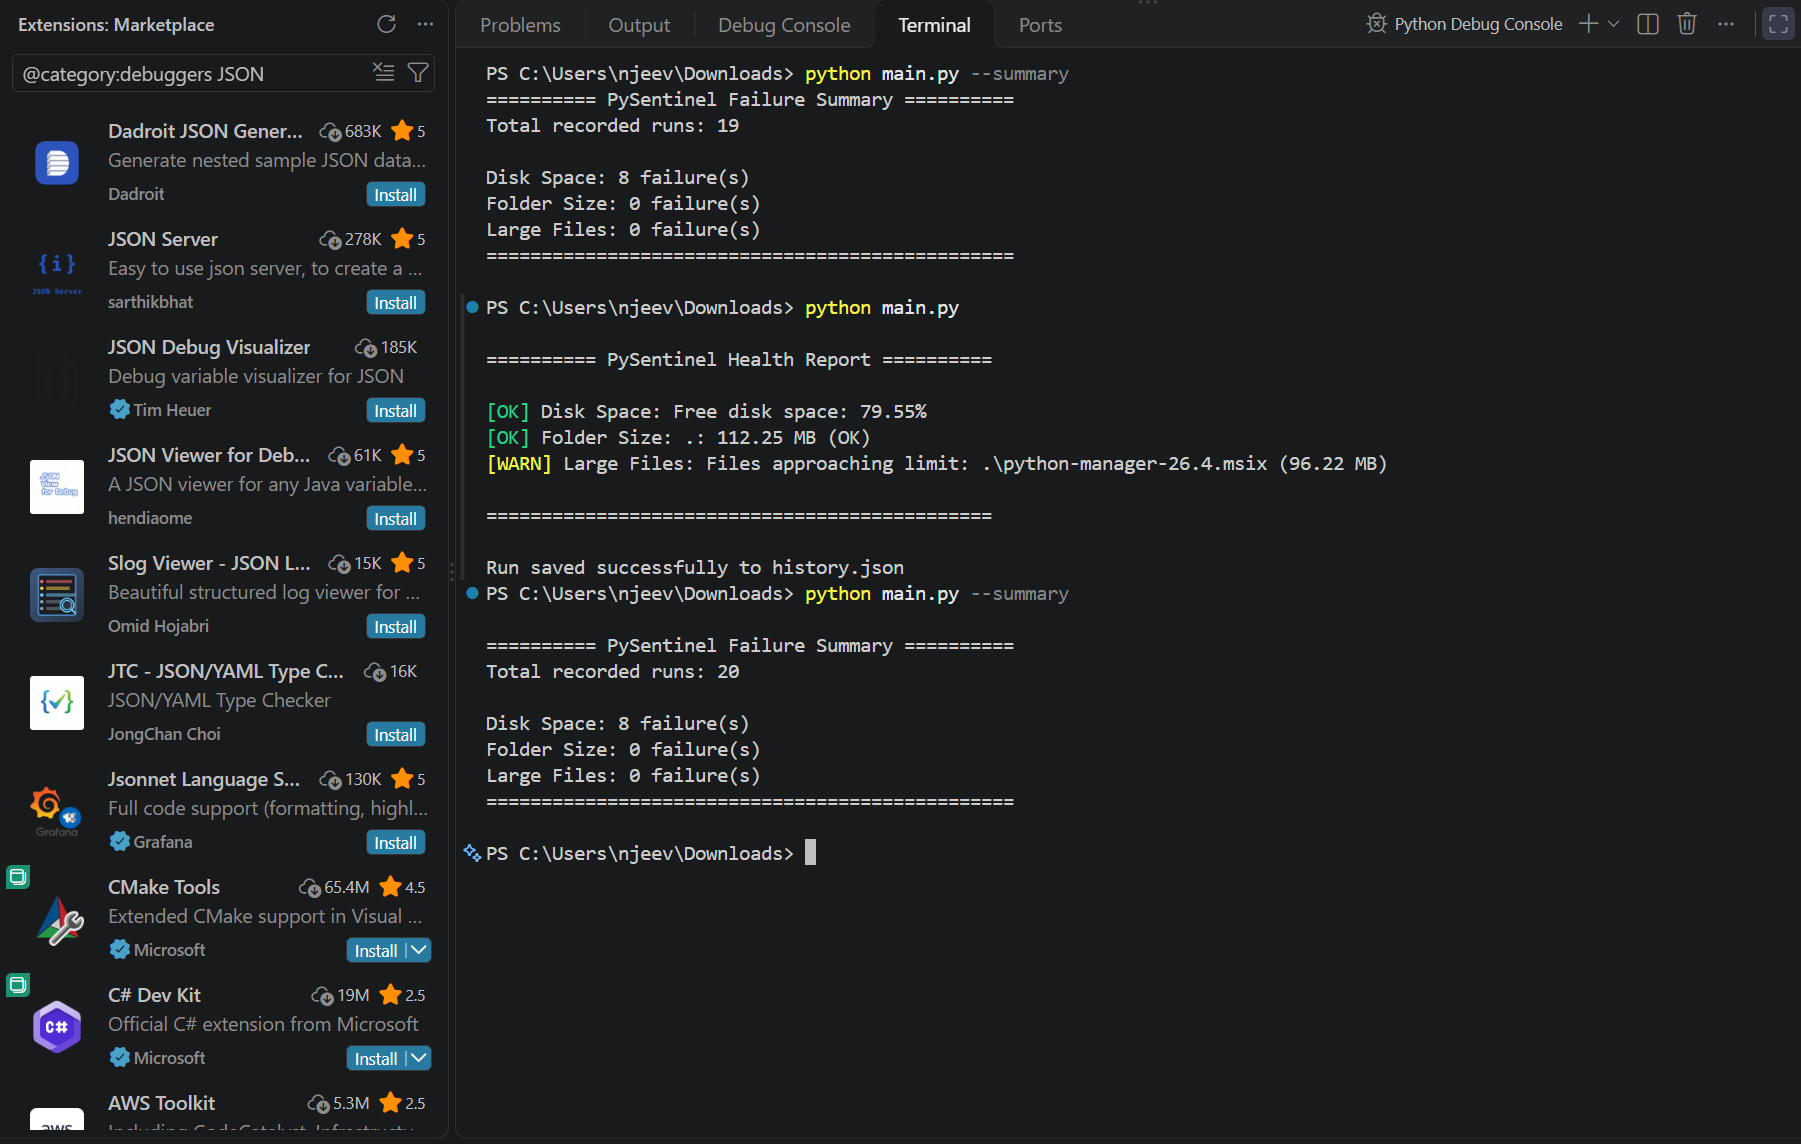 Extensions: Marketplace
@category:debuggers JSON
Dadroit JSON Gener... 683K 5
Generate nested sample JSON data...
Dadroit Install
JSON Server 278K 5
{i}
JSON Server
Easy to use json server, to create a ...
sarthikbhat Install
JSON Debug Visualizer 185K
Debug variable visualizer for JSON
Tim Heuer Install
JSON Viewer for Deb... 61K 5
JSON
View
for Debug
A JSON viewer for any Java variable...
hendiaome Install
Slog Viewer - JSON L... 15K 5
Beautiful structured log viewer for ...
Omid Hojabri Install
JTC - JSON/YAML Type C... 16K
JSON/YAML Type Checker
JongChan Choi Install
Jsonnet Language S... 130K 5
Full code support (formatting, highl...
Grafana
Grafana Install
CMake Tools 65.4M 4.5
Extended CMake support in Visual ...
Microsoft Install
C# Dev Kit 19M 2.5
C#
Official C# extension from Microsoft
Microsoft Install
AWS Toolkit 5.3M 2.5
aws
Problems Output Debug Console Terminal Ports
Python Debug Console
PS C:\Users\njeev\Downloads> python main.py --summary
========== PySentinel Failure Summary ==========
Total recorded runs: 19
Disk Space: 8 failure(s)
Folder Size: 0 failure(s)
Large Files: 0 failure(s)
================================================
PS C:\Users\njeev\Downloads> python main.py
========== PySentinel Health Report ==========
[OK] Disk Space: Free disk space: 79.55%
[OK] Folder Size: .: 112.25 MB (OK)
[WARN] Large Files: Files approaching limit: .\python-manager-26.4.msix (96.22 MB)
==============================================
Run saved successfully to history.json
PS C:\Users\njeev\Downloads> python main.py --summary
========== PySentinel Failure Summary ==========
Total recorded runs: 20
Disk Space: 8 failure(s)
Folder Size: 0 failure(s)
Large Files: 0 failure(s)
================================================
PS C:\Users\njeev\Downloads>